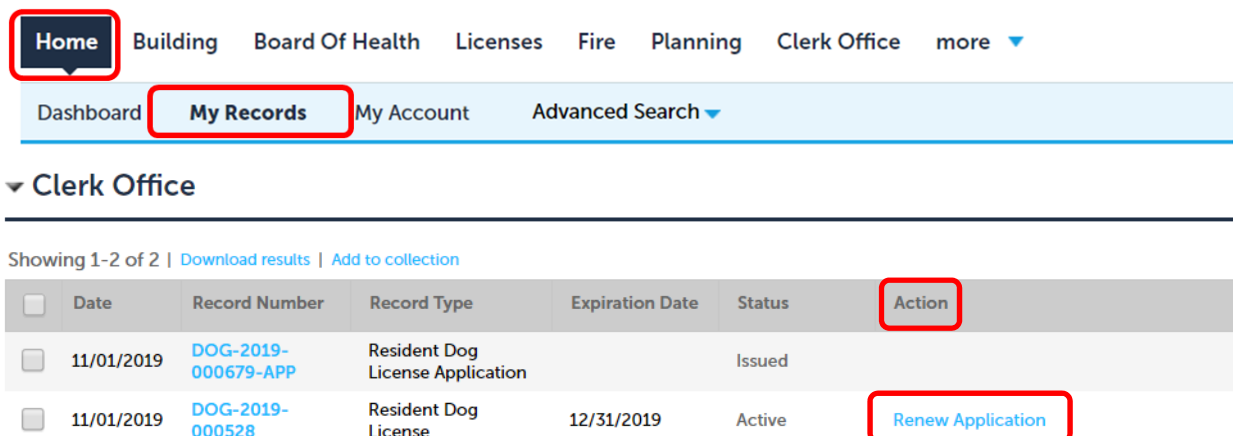 Home Building Board Of Health Licenses Fire Planning Clerk Office more
Dashboard My Records My Account Advanced Search
Clerk Office
Showing 1-2 of 2 | Download results | Add to collection
Date Record Number Record Type Expiration Date Status Action
11/01/2019 DOG-2019-000679-APP Resident Dog License Application Issued
11/01/2019 DOG-2019-000528 Resident Dog License 12/31/2019 Active Renew Application